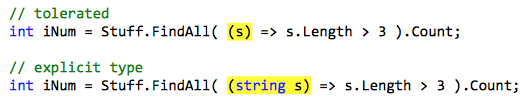 // tolerated
int iNum = Stuff.FindAll( (s) => s.Length > 3 ).Count;
// explicit type
int iNum = Stuff.FindAll( (string s) => s.Length > 3 ).Count;